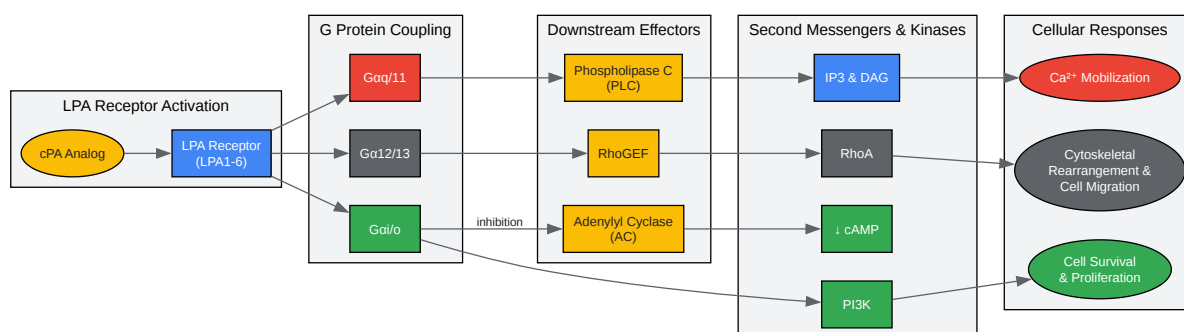 LPA Receptor Activation
cPA Analog
LPA Receptor
(LPA1-6)
G Protein Coupling
Gαq/11
Gα12/13
Gαi/o
inhibition
Downstream Effectors
Phospholipase C
(PLC)
RhoGEF
Adenylyl Cyclase
(AC)
Second Messengers & Kinases
IP3 & DAG
RhoA
↓ cAMP
PI3K
Cellular Responses
Ca²⁺ Mobilization
Cytoskeletal
Rearrangement &
Cell Migration
Cell Survival
& Proliferation